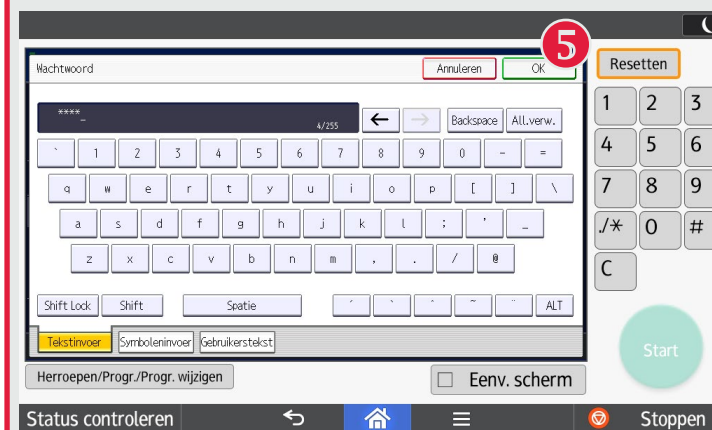 5
Wachtwoord Annuleren OK Resetten
****_ 4/255 ← → Backspace All.verw.
` 1 2 3 4 5 6 7 8 9 0 - =
q w e r t y u i o p [ ] \
a s d f g h j k l ; ' _
z x c v b n m , . / @
Shift Lock Shift Spatie ´ ` ^ ~ ¨ ALT
Tekstinvoer Symboleninvoer Gebruikerstekst
1 2 3
4 5 6
7 8 9
./* 0 #
C
Start
Herroepen/Progr./Progr. wijzigen Eenv. scherm
Status controleren Stoppen